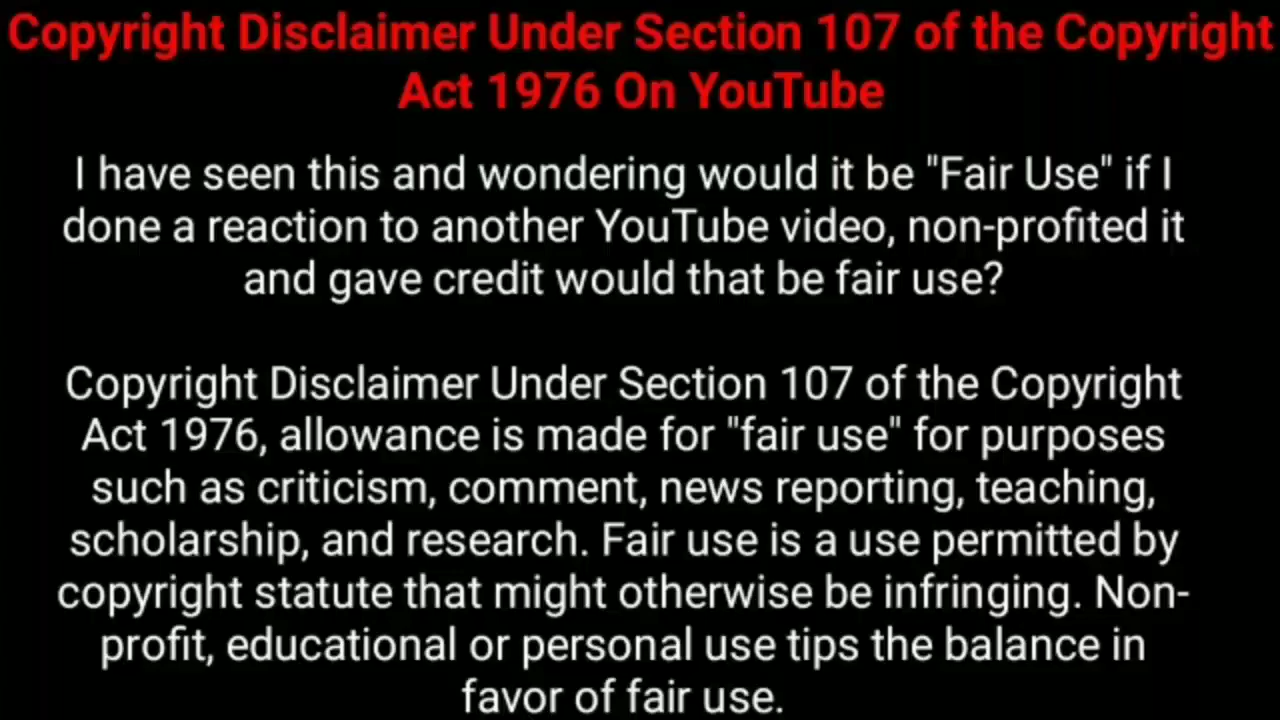 Copyright Disclaimer Under Section 107 of the Copyright
Act 1976 On YouTube
I have seen this and wondering would it be "Fair Use" if I
done a reaction to another YouTube video, non-profited it
and gave credit would that be fair use?
Copyright Disclaimer Under Section 107 of the Copyright
Act 1976, allowance is made for "fair use" for purposes
such as criticism, comment, news reporting, teaching,
scholarship, and research. Fair use is a use permitted by
copyright statute that might otherwise be infringing. Non-
profit, educational or personal use tips the balance in
favor of fair use.